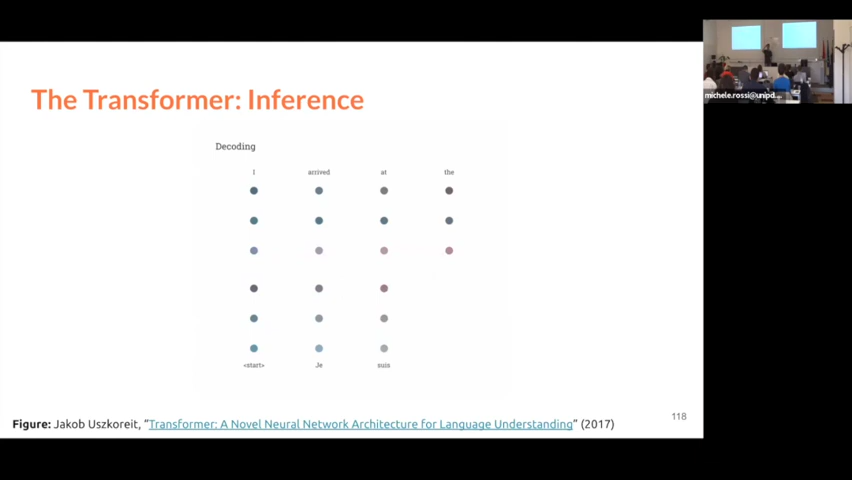 The Transformer: Inference
Decoding
I arrived at the
«start» Je suis
118
Figure: Jakob Uszkoreit, "Transformer: A Novel Neural Network Architecture for Language Understanding" (2017)
michele.rossi@unipd....